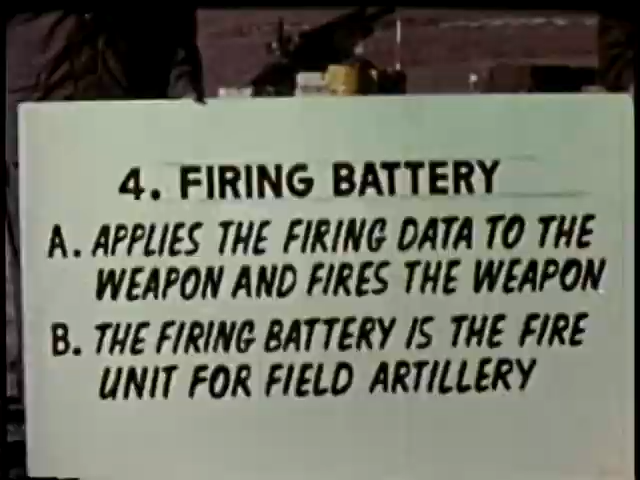 4. FIRING BATTERY
A. APPLIES THE FIRING DATA TO THE
WEAPON AND FIRES THE WEAPON
B. THE FIRING BATTERY IS THE FIRE
UNIT FOR FIELD ARTILLERY